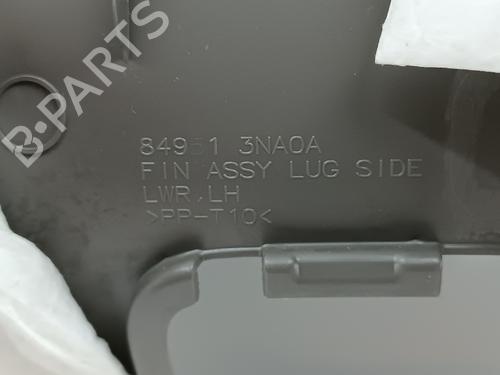 B-PARTS
84951 3NA0A
FIN ASSY LUG SIDE
LWR,LH
>PP-T10<